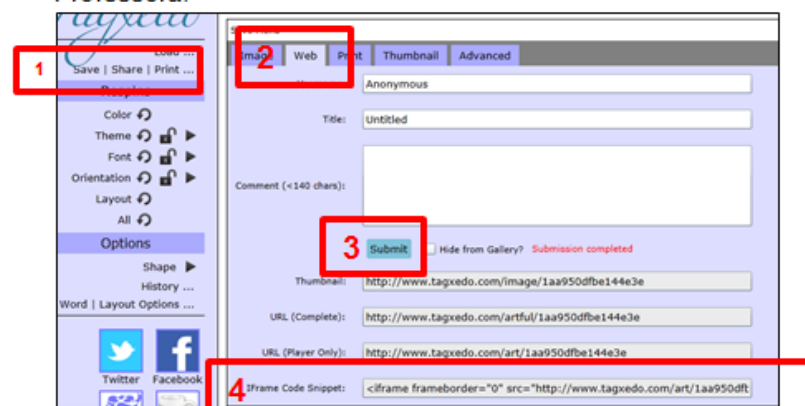 1
Save | Share | Print ...
Color
Theme
Font
Orientation
Layout
All
Options
Shape
History ...
Word | Layout Options ...
Twitter Facebook
2
Image Web Print Thumbnail Advanced
Anonymous
Title: Untitled
Comment (<140 chars):
3 Submit Hide from Gallery? Submission completed
Thumbnail: http://www.tagxedo.com/image/1aa950dfbe144e3e
URL (Complete): http://www.tagxedo.com/artful/1aa950dfbe144e3e
URL (Player Only): http://www.tagxedo.com/art/1aa950dfbe144e3e
4 IFrame Code Snippet: <iframe frameborder="0" src="http://www.tagxedo.com/art/1aa950dft